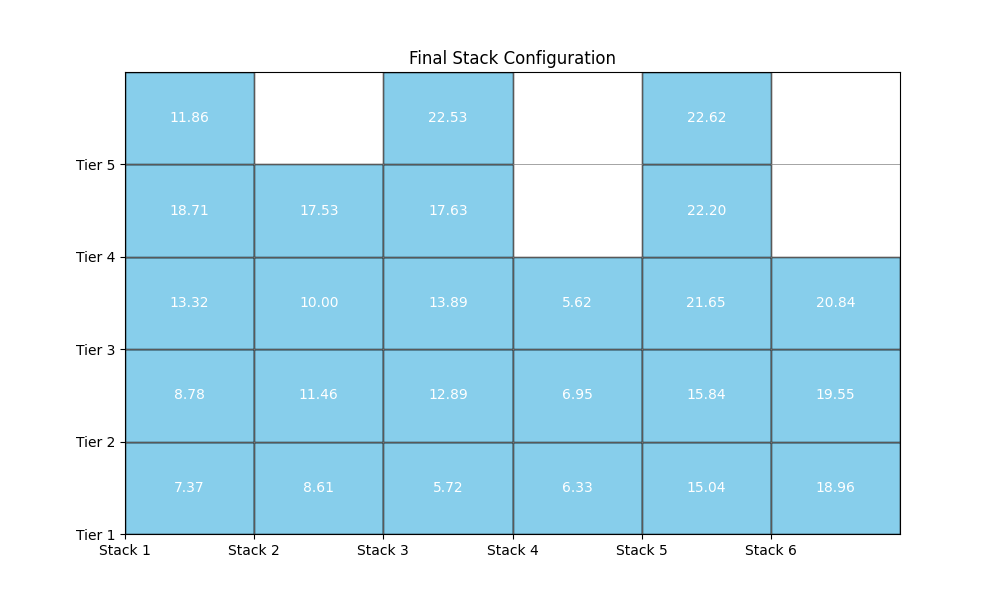 Final Stack Configuration
11.86 22.53 22.62
Tier 5
18.71 17.53 17.63 22.20
Tier 4
13.32 10.00 13.89 5.62 21.65 20.84
Tier 3
8.78 11.46 12.89 6.95 15.84 19.55
Tier 2
7.37 8.61 5.72 6.33 15.04 18.96
Tier 1
Stack 1 Stack 2 Stack 3 Stack 4 Stack 5 Stack 6